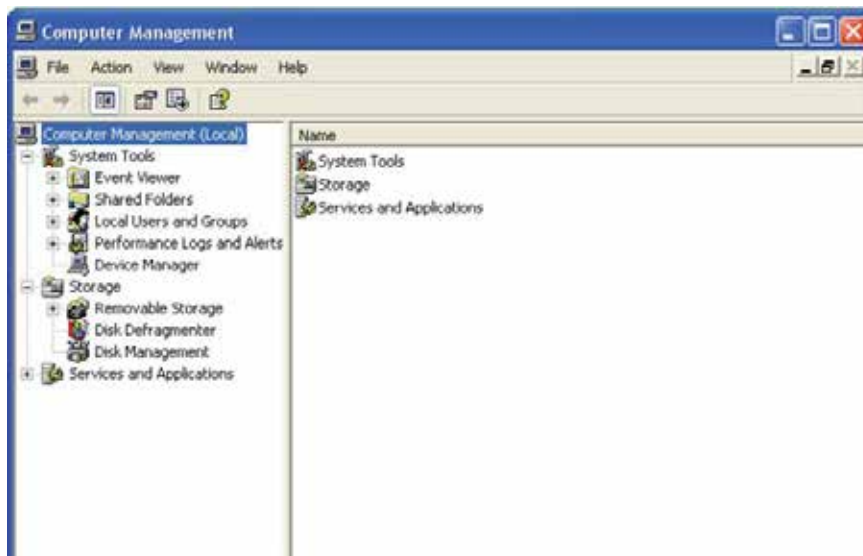 Computer Management
File Action View Window Help
Computer Management (Local)
System Tools
Event Viewer
Shared Folders
Local Users and Groups
Performance Logs and Alerts
Device Manager
Storage
Removable Storage
Disk Defragmenter
Disk Management
Services and Applications
Name
System Tools
Storage
Services and Applications